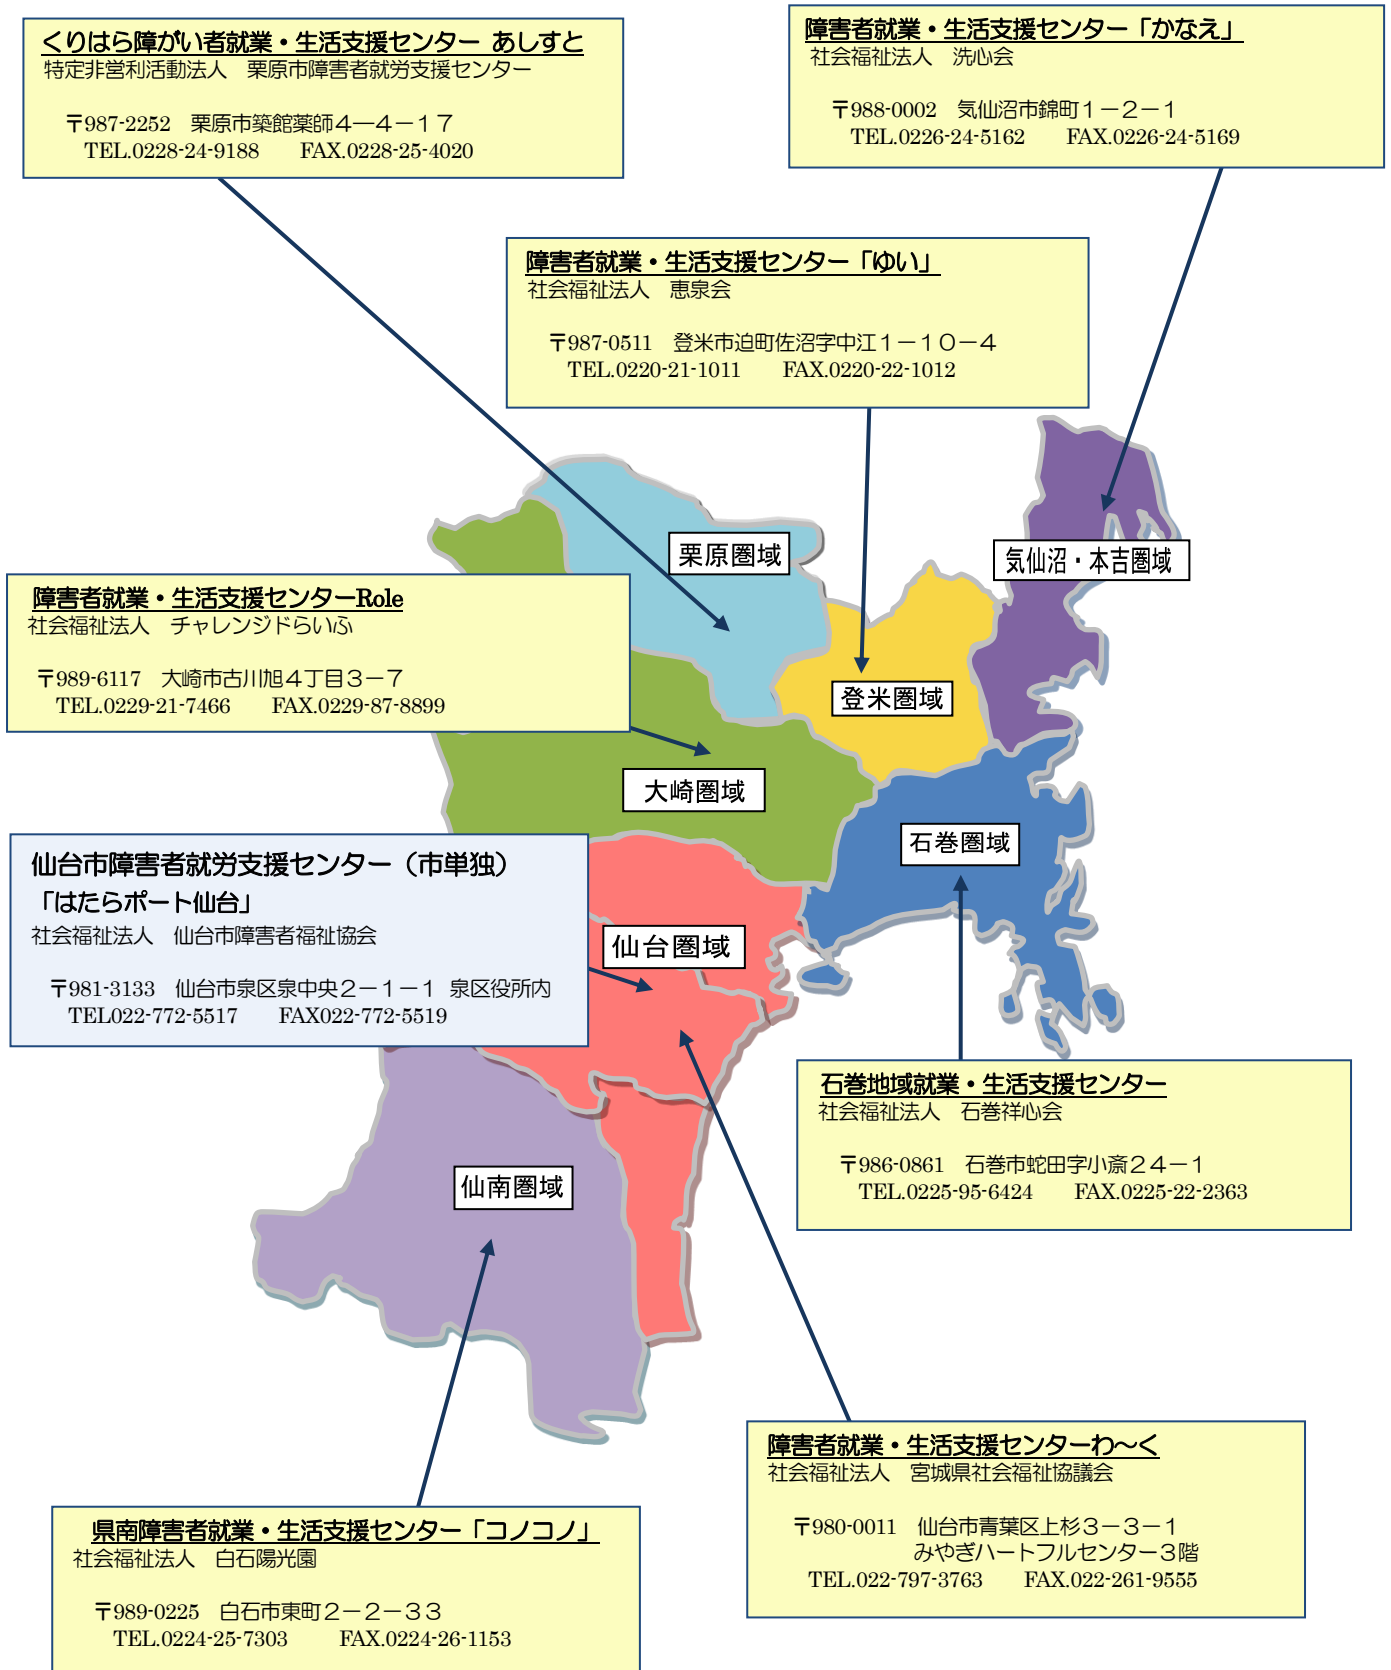 くりはら障がい者就業・生活支援センター あしすと
特定非営利活動法人　栗原市障害者就労支援センター
〒987-2252　栗原市築館薬師４―４－１７
TEL.0228-24-9188　　FAX.0228-25-4020
障害者就業・生活支援センター「かなえ」
社会福祉法人　洗心会
〒988-0002　気仙沼市錦町１－２－１
TEL.0226-24-5162　　FAX.0226-24-5169
障害者就業・生活支援センター「ゆい」
社会福祉法人　恵泉会
〒987-0511　登米市迫町佐沼字中江１－１０－４
TEL.0220-21-1011　　FAX.0220-22-1012
栗原圏域
気仙沼・本吉圏域
障害者就業・生活支援センターRole
社会福祉法人　チャレンジドらいふ
〒989-6117　大崎市古川旭４丁目３－７
TEL.0229-21-7466　　FAX.0229-87-8899
登米圏域
大崎圏域
石巻圏域
仙台市障害者就労支援センター（市単独）
「はたらポート仙台」
社会福祉法人　仙台市障害者福祉協会
〒981-3133　仙台市泉区泉中央２－１－１ 泉区役所内
TEL022-772-5517　　FAX022-772-5519
仙台圏域
石巻地域就業・生活支援センター
社会福祉法人　石巻祥心会
〒986-0861　石巻市蛇田字小斎２４－１
TEL.0225-95-6424　　FAX.0225-22-2363
仙南圏域
障害者就業・生活支援センターわ～く
社会福祉法人　宮城県社会福祉協議会
〒980-0011　仙台市青葉区上杉３－３－１
みやぎハートフルセンター３階
TEL.022-797-3763　　FAX.022-261-9555
県南障害者就業・生活支援センター「コノコノ」
社会福祉法人　白石陽光園
〒989-0225　白石市東町２－２－３３
TEL.0224-25-7303　　　FAX.0224-26-1153